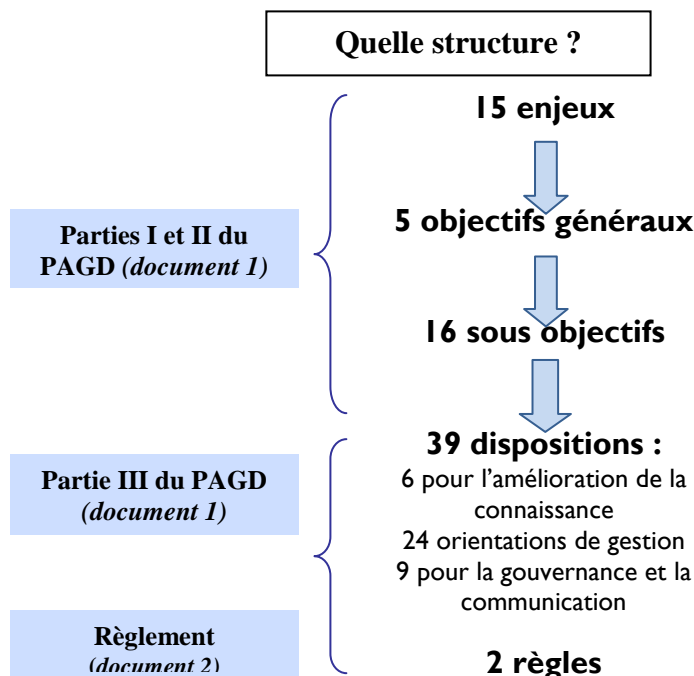 Quelle structure ?
15 enjeux
5 objectifs généraux
Parties I et II du
PAGD (document 1)
16 sous objectifs
39 dispositions :
6 pour l’amélioration de la
connaissance
24 orientations de gestion
9 pour la gouvernance et la
communication
Partie III du PAGD
(document 1)
Règlement
(document 2)
2 règles